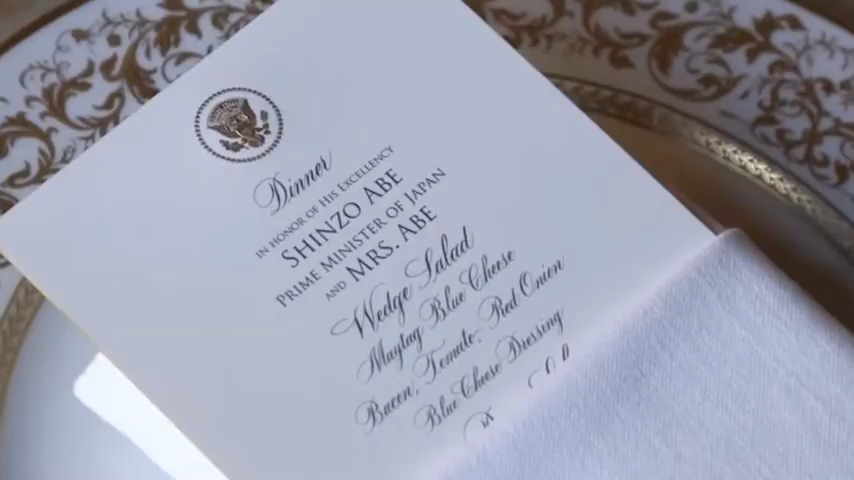 Dinner
IN HONOR OF HIS EXCELLENCY
SHINZO ABE
PRIME MINISTER OF JAPAN
AND MRS. ABE
Wedge Salad
Maytag Blue Cheese
Bacon, Tomato, Red Onion
Blue Cheese Dressing